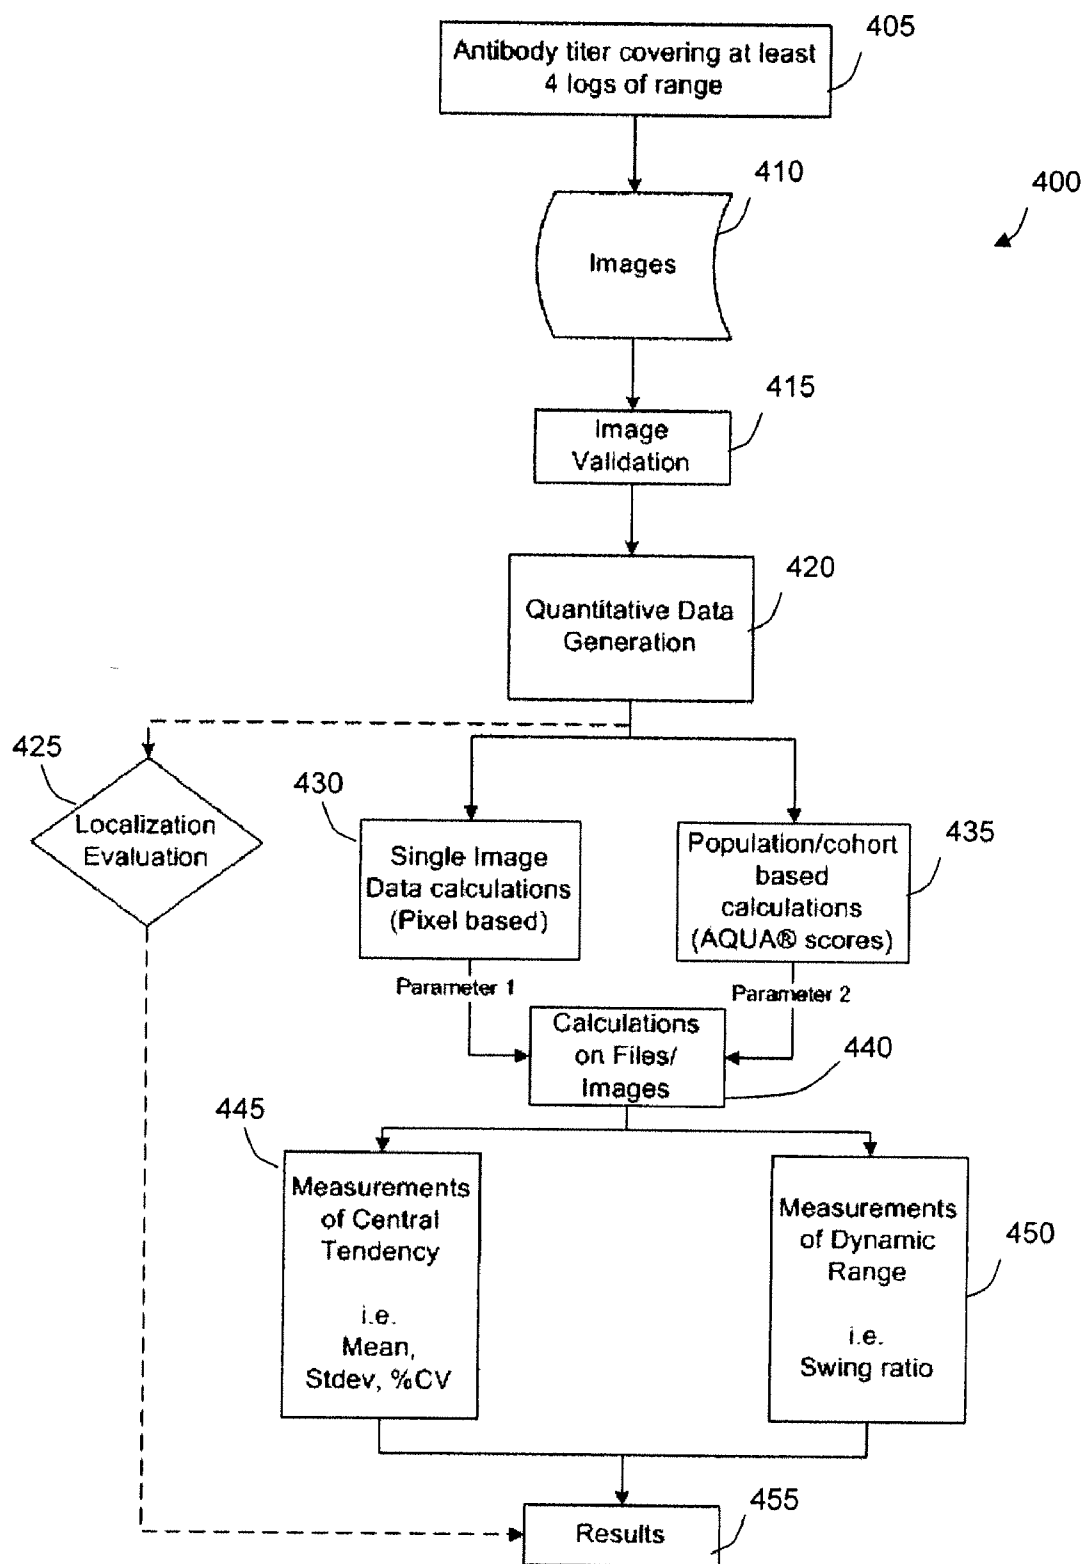 405
Antibody titer covering at least
4 logs of range
410
400
Images
415
Image
Validation
420
Quantitative Data
Generation
425
Localization
Evaluation
430
Single Image
Data calculations
(Pixel based)
435
Population/cohort
based
calculations
(AQUA® scores)
Parameter 1
Parameter 2
Calculations
on Files/
Images
440
445
Measurements
of Central
Tendency
i.e.
Mean,
Stdev, %CV
Measurements
of Dynamic
Range
i.e.
Swing ratio
450
455
Results